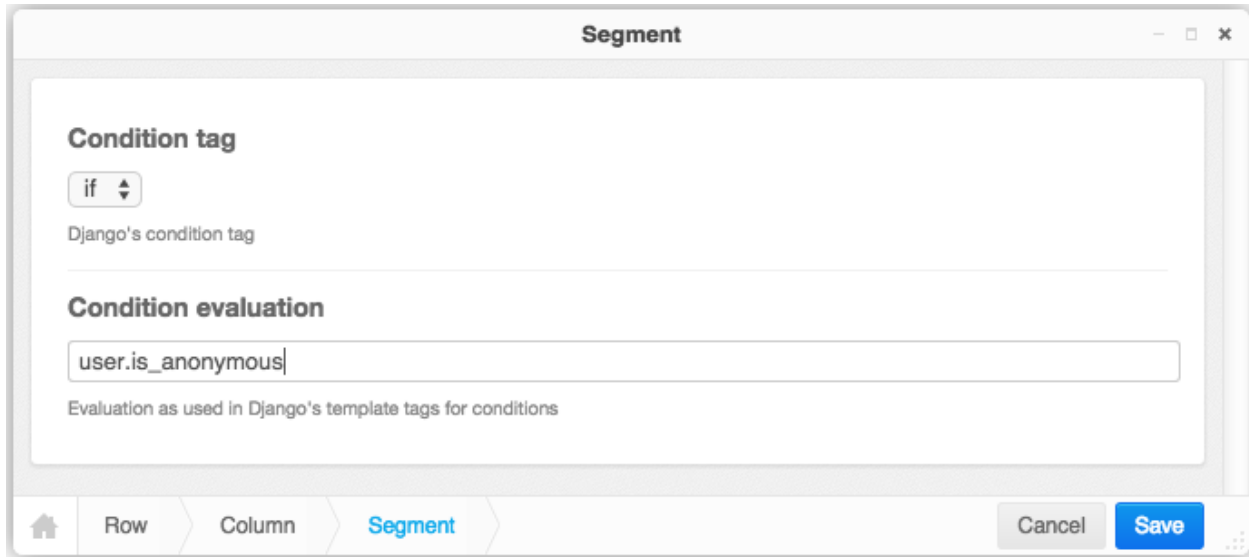 Segment
Condition tag
if
Django's condition tag
Condition evaluation
user.is_anonymous
Evaluation as used in Django's template tags for conditions
Row Column Segment Cancel Save